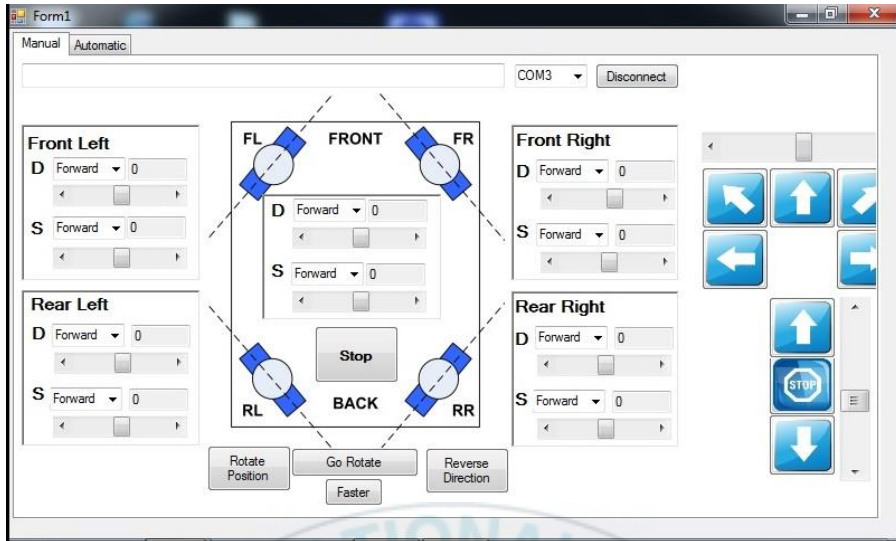 Form1
Manual Automatic
COM3 Disconnect
Front Left
D Forward 0
S Forward 0
Rear Left
D Forward 0
S Forward 0
FL FRONT FR
D Forward 0
S Forward 0
Stop
RL BACK RR
Front Right
D Forward 0
S Forward 0
Rear Right
D Forward 0
S Forward 0
STOP
Rotate Position
Go Rotate
Faster
Reverse Direction
TIONAL